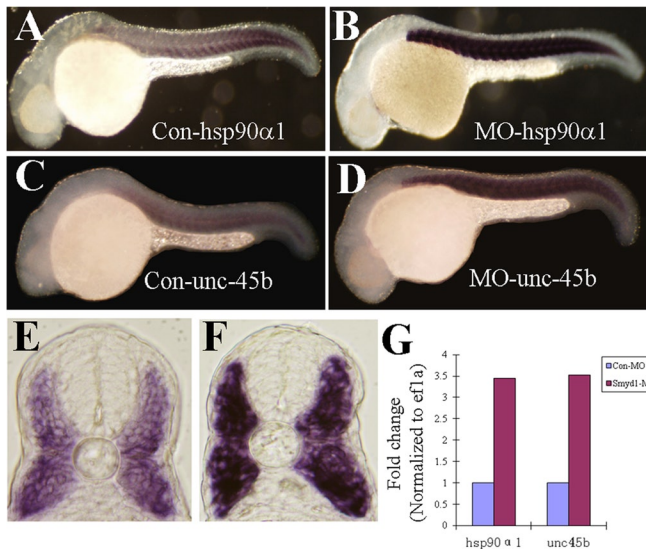 A
B
Con-hsp90α1
MO-hsp90α1
C
D
Con-unc-45b
MO-unc-45b
E
F
G
Fold change
(Normalized to ef1a)
4
3.5
3
2.5
2
1.5
1
0.5
0
hsp90α1
unc45b
Con-MO
Smyd1-M